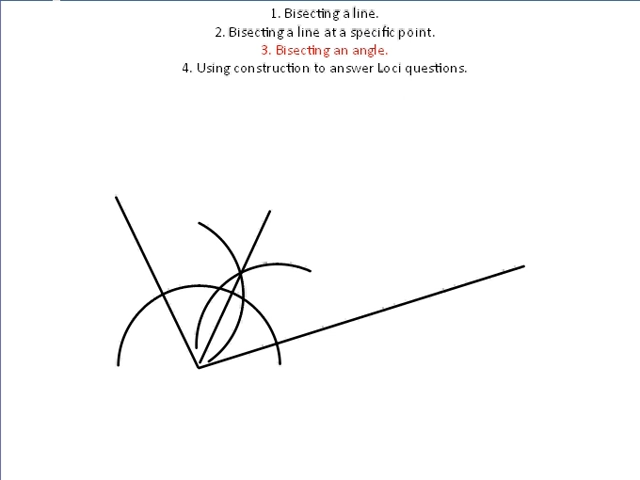 1. Bisecting a line.
2. Bisecting a line at a specific point.
3. Bisecting an angle.
4. Using construction to answer Loci questions.